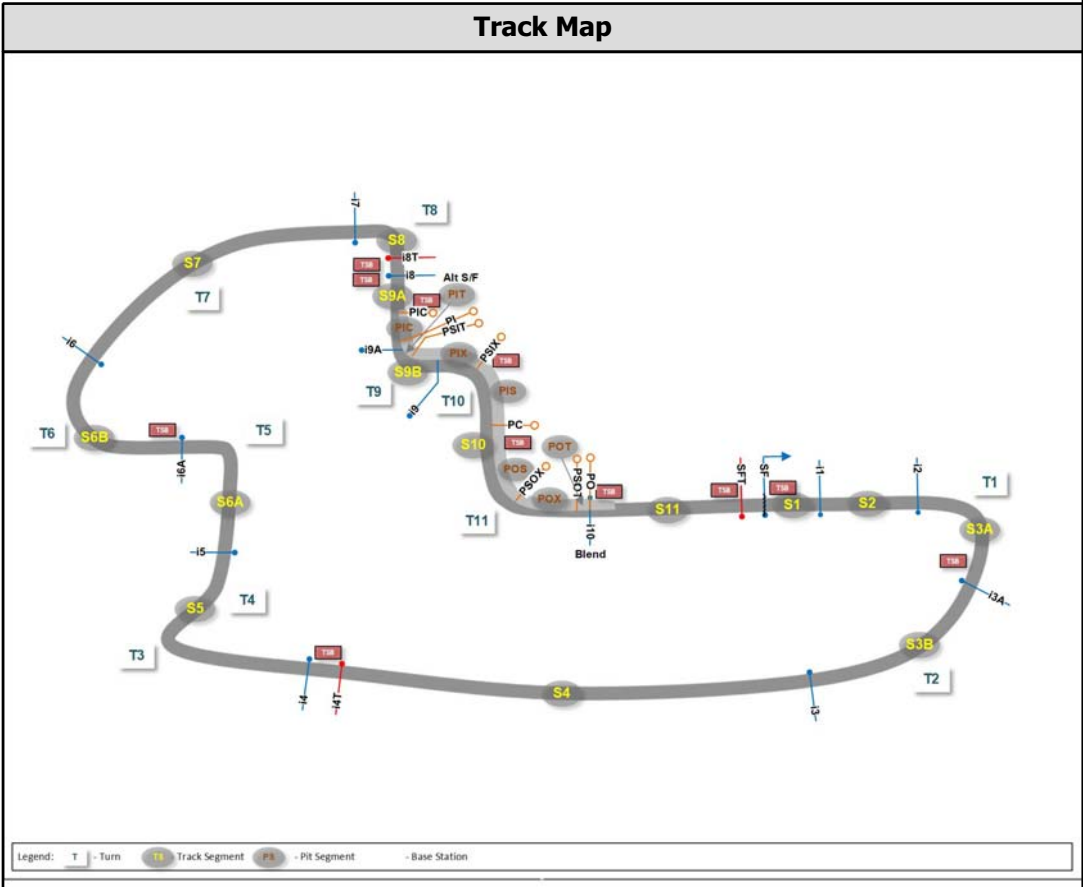 Track Map
i7
T8
S8
i8T
TSB
S7
i8
Alt S/F
TSB
S9A
TSB
PIT
T7
PIC
PI
PIC
PSIT
i6
i9A
PIX
PSIX
TSB
S9B
T9
T10
PIS
i9
PC
T6
S6B
TSB
T5
S10
TSB
POT
i6A
POS
PSOX
PSOT
PO
SFT
SF
i1
i2
T1
S6A
POX
TSB
TSB
TSB
T11
S11
S1
S2
S3A
i10
Blend
i5
TSB
i3A
S5
T4
S3B
T3
TSB
T2
i4
i4T
S4
i3
Legend: T - Turn TS - Track Segment PS - Pit Segment - Base Station